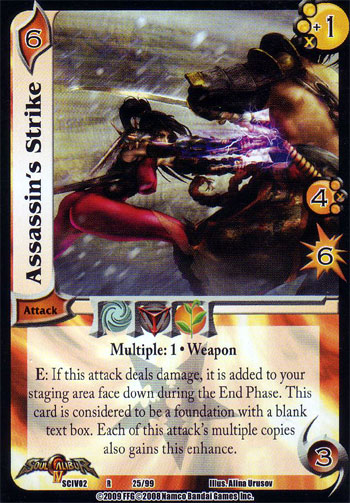 6
+1
Assassin's Strike
4
6
Attack
Multiple: 1 • Weapon
E: If this attack deals damage, it is added to your
staging area face down during the End Phase. This
card is considered to be a foundation with a blank
text box. Each of this attack's multiple copies
also gains this enhance.
SOULCALIBUR
IV
SCIV02 R 25/99 Illus. Alina Urusov
3
©2009 FFG ©2008 Namco Bandai Games Inc.